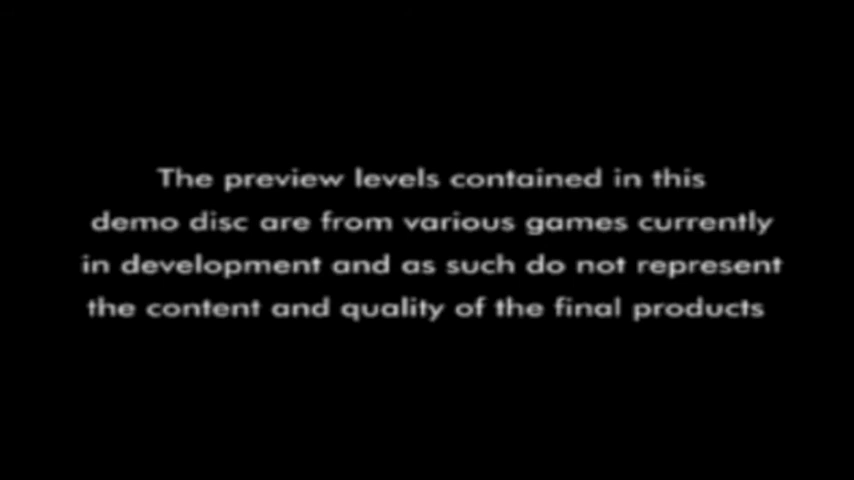 The preview levels contained in this
demo disc are from various games currently
in development and as such do not represent
the content and quality of the final products